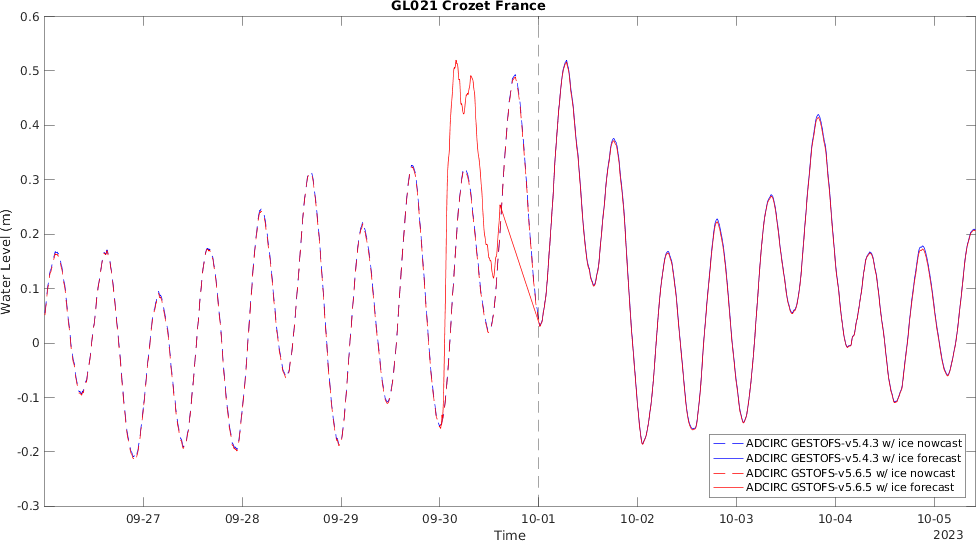 GL021 Crozet France
Water Level (m)
0.6
0.5
0.4
0.3
0.2
0.1
0
-0.1
-0.2
-0.3
ADCIRC GESTOFS-v5.4.3 w/ ice nowcast
ADCIRC GESTOFS-v5.4.3 w/ ice forecast
ADCIRC GSTOFS-v5.6.5 w/ ice nowcast
ADCIRC GSTOFS-v5.6.5 w/ ice forecast
09-27 09-28 09-29 09-30 10-01 10-02 10-03 10-04 10-05
Time
2023